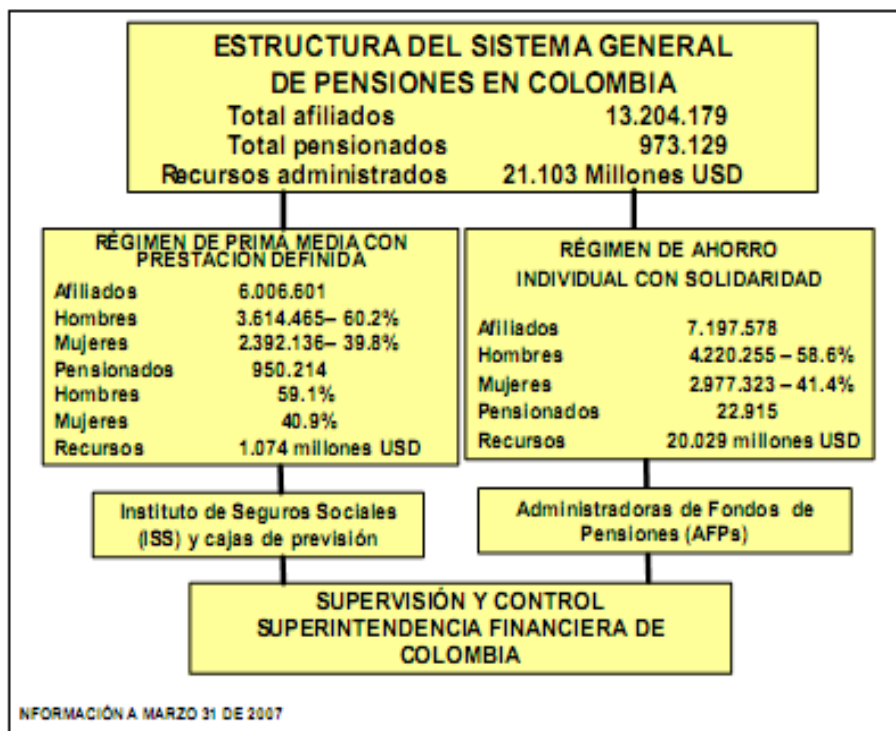 ESTRUCTURA DEL SISTEMA GENERAL
DE PENSIONES EN COLOMBIA
Total afiliados 13.204.179
Total pensionados 973.129
Recursos administrados 21.103 Millones USD
RÉGIMEN DE PRIMA MEDIA CON
PRESTACIÓN DEFINIDA
Afiliados 6.006.601
Hombres 3.614.465– 60.2%
Mujeres 2.392.136– 39.8%
Pensionados 950.214
Hombres 59.1%
Mujeres 40.9%
Recursos 1.074 millones USD
RÉGIMEN DE AHORRO
INDIVIDUAL CON SOLIDARIDAD
Afiliados 7.197.578
Hombres 4.220.255 – 58.6%
Mujeres 2.977.323 – 41.4%
Pensionados 22.915
Recursos 20.029 millones USD
Instituto de Seguros Sociales
(ISS) y cajas de previsión
Administradoras de Fondos de
Pensiones (AFPs)
SUPERVISIÓN Y CONTROL
SUPERINTENDENCIA FINANCIERA DE
COLOMBIA
NFORMACIÓN A MARZO 31 DE 2007